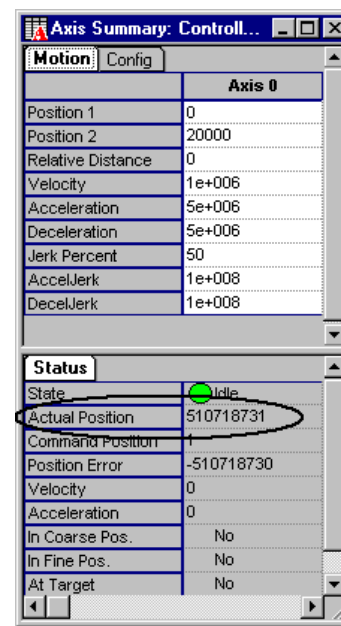 Axis Summary: Controll...
Motion Config
Axis 0
Position 1 0
Position 2 20000
Relative Distance 0
Velocity 1e+006
Acceleration 5e+006
Deceleration 5e+006
Jerk Percent 50
AccelJerk 1e+008
DecelJerk 1e+008
Status
State Idle
Actual Position 510718731
Command Position 1
Position Error -510718730
Velocity 0
Acceleration 0
In Coarse Pos. No
In Fine Pos. No
At Target No